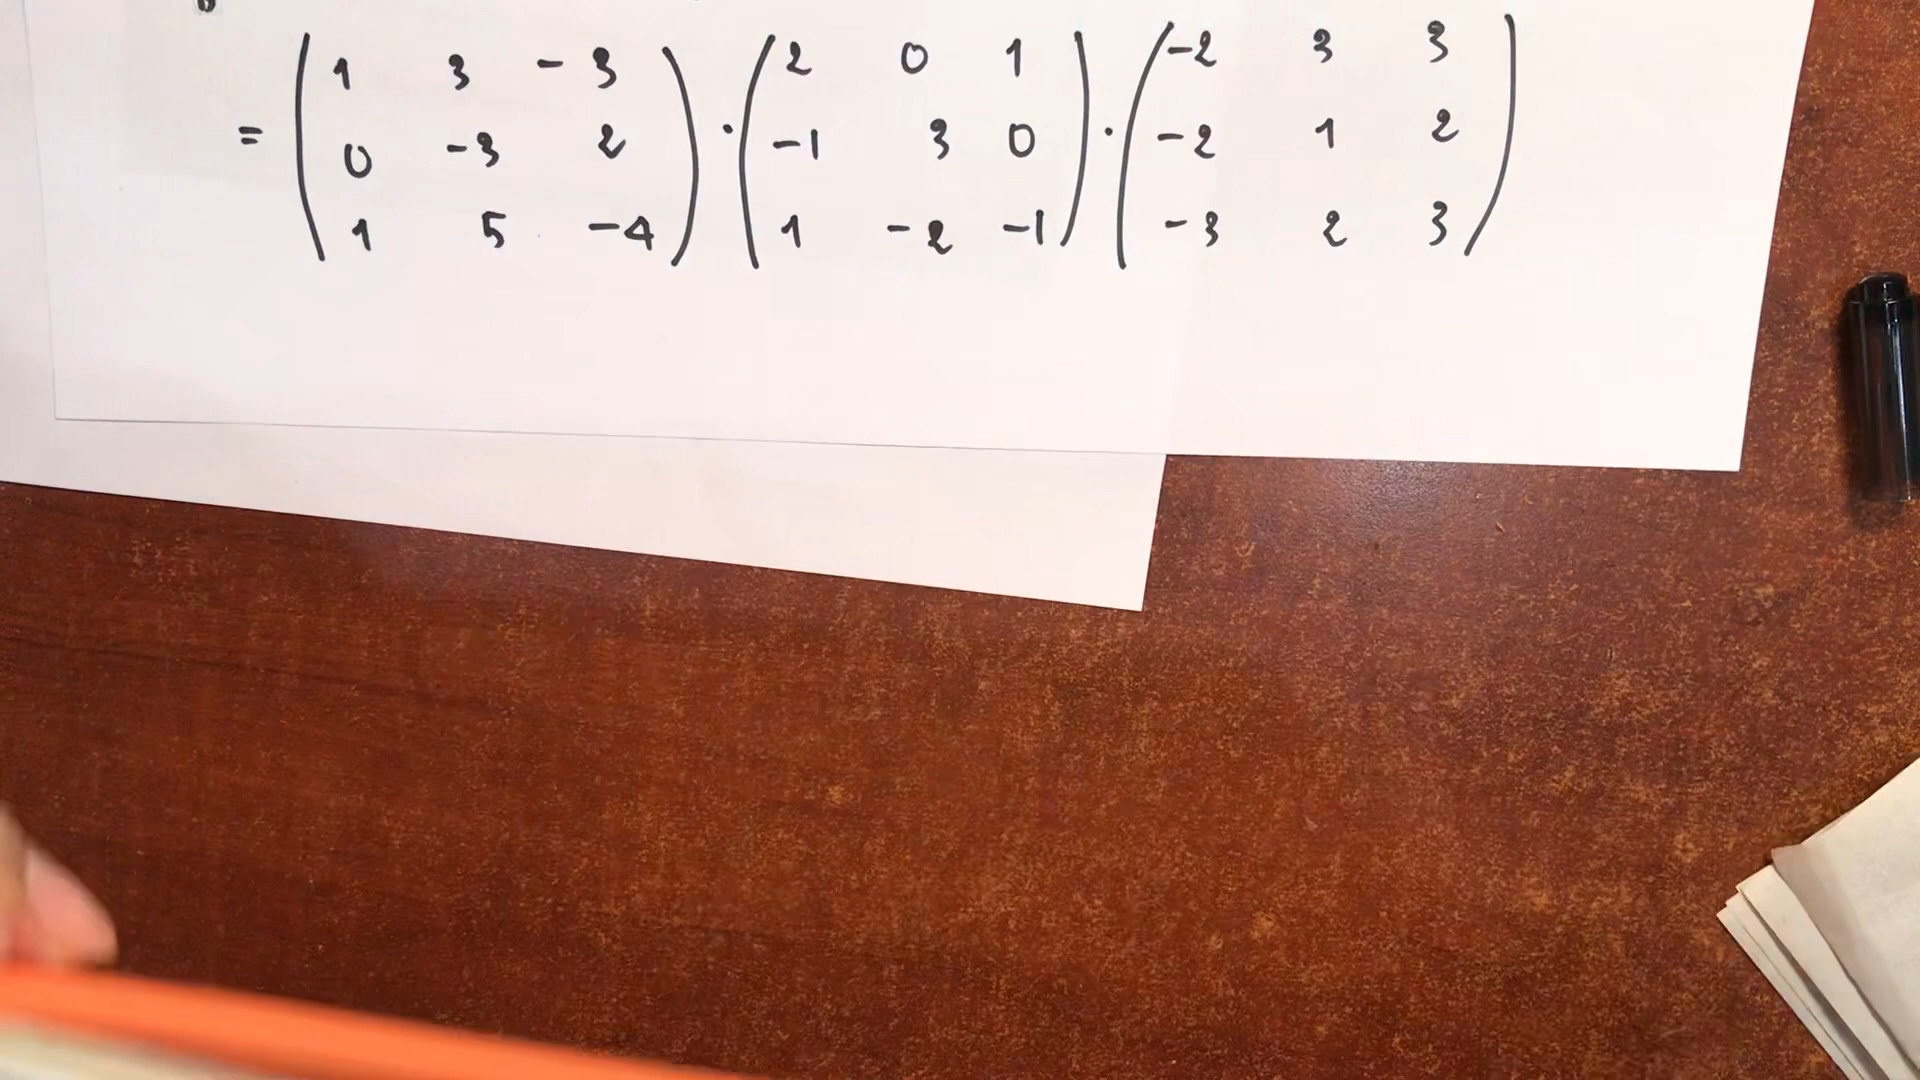 = ( 1 3 -3 ) · ( 2 0 1 ) · ( -2 3 3 )
0 -3 2 -1 3 0 -2 1 2
1 5 -4 1 -2 -1 -3 2 3